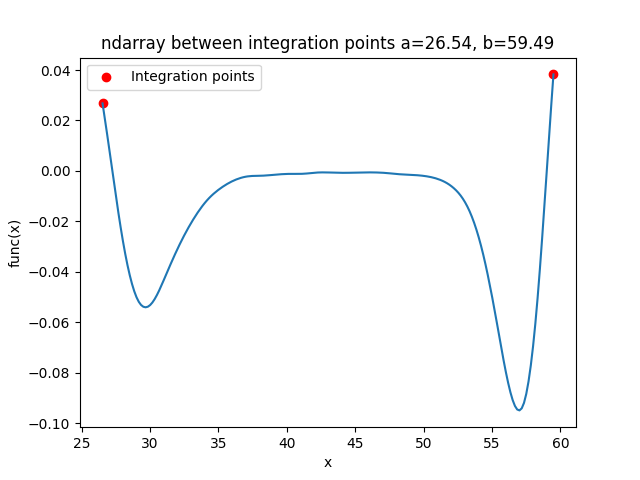 ndarray between integration points a=26.54, b=59.49
Integration points
0.04
0.02
0.00
−0.02
−0.04
−0.06
−0.08
−0.10
func(x)
25 30 35 40 45 50 55 60
x